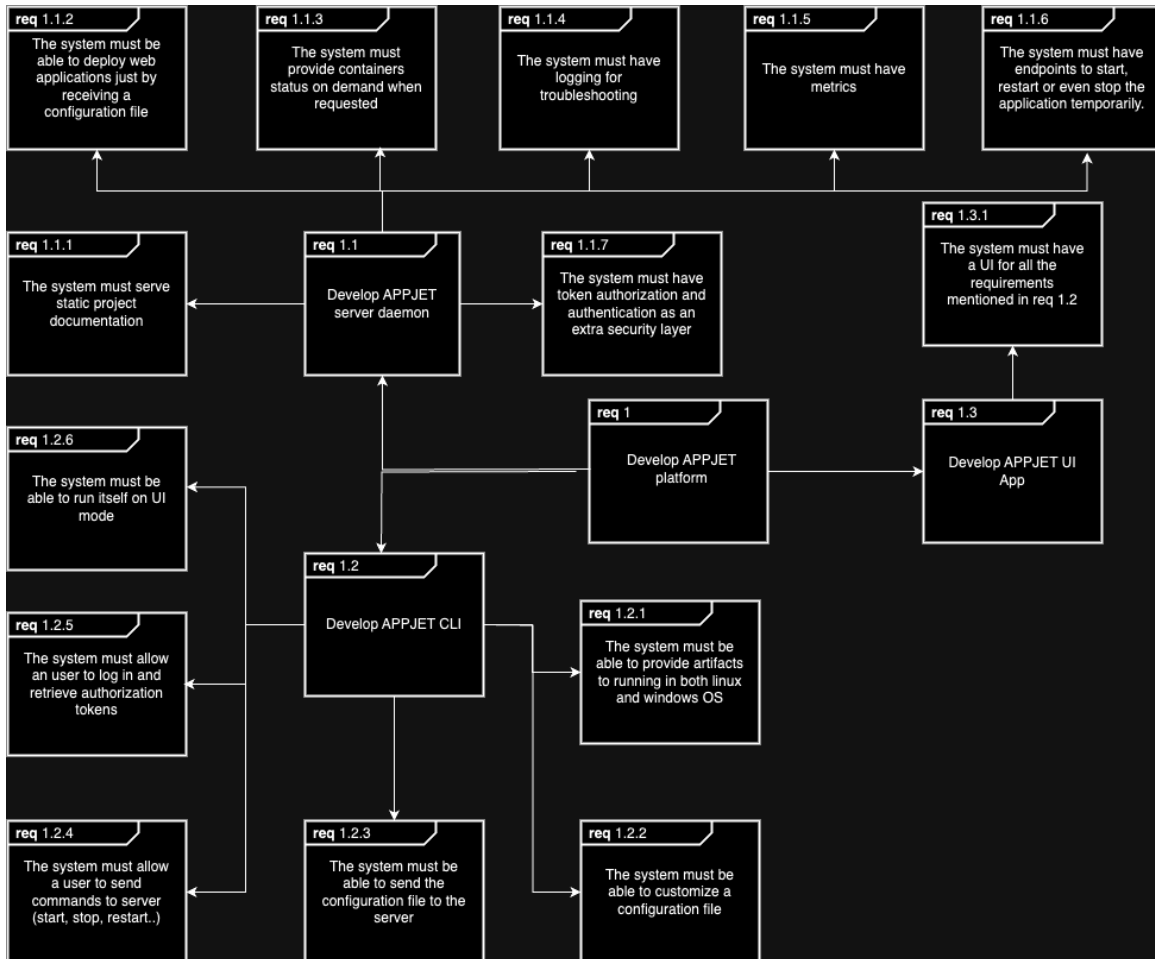 req 1.1.2
The system must be
able to deploy web
applications just by
receiving a
configuration file
req 1.1.3
The system must
provide containers
status on demand when
requested
req 1.1.4
The system must have
logging for
troubleshooting
req 1.1.5
The system must have
metrics
req 1.1.6
The system must have
endpoints to start,
restart or even stop the
application temporarily.
req 1.1.1
The system must serve
static project
documentation
req 1.1
Develop APPJET
server daemon
req 1.1.7
The system must have
token authorization and
authentication as an
extra security layer
req 1.3.1
The system must have
a UI for all the
requirements
mentioned in req 1.2
req 1.2.6
The system must be
able to run itself on UI
mode
req 1
Develop APPJET
platform
req 1.3
Develop APPJET UI
App
req 1.2
Develop APPJET CLI
req 1.2.5
The system must allow
an user to log in and
retrieve authorization
tokens
req 1.2.1
The system must be
able to provide artifacts
to running in both linux
and windows OS
req 1.2.4
The system must allow
a user to send
commands to server
(start, stop, restart..)
req 1.2.3
The system must be
able to send the
configuration file to the
server
req 1.2.2
The system must be
able to customize a
configuration file